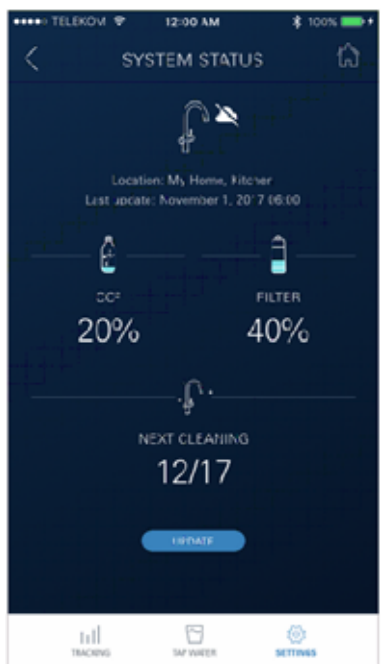 TELEKOM 12:00 AM 100%
SYSTEM STATUS
Location: My Home, Kitchen
Last update: November 1, 2017 06:00
CO² FILTER
20% 40%
NEXT CLEANING
12/17
UPDATE
TRACKING TAP WATER SETTINGS